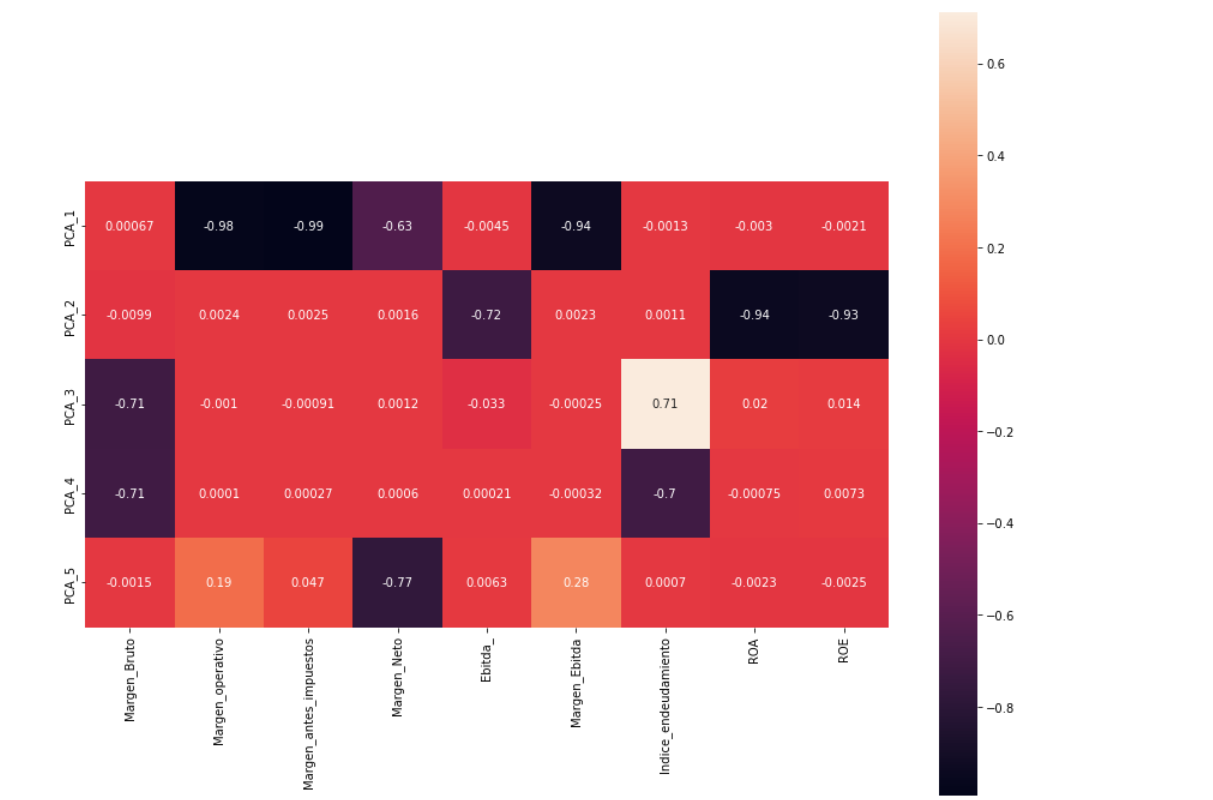 PCA_1 0.00067 -0.98 -0.99 -0.63 -0.0045 -0.94 -0.0013 -0.003 -0.0021
PCA_2 -0.0099 0.0024 0.0025 0.0016 -0.72 0.0023 0.0011 -0.94 -0.93
PCA_3 -0.71 -0.001 -0.00091 0.0012 -0.033 -0.00025 0.71 0.02 0.014
PCA_4 -0.71 0.0001 0.00027 0.0006 0.00021 -0.00032 -0.7 -0.00075 0.0073
PCA_5 -0.0015 0.19 0.047 -0.77 0.0063 0.28 0.0007 -0.0023 -0.0025
Margen_Bruto
Margen_operativo
Margen_antes_impuestos
Margen_Neto
Ebitda_
Margen_Ebitda
Indice_endeudamiento
ROA
ROE
0.6
0.4
0.2
0.0
−0.2
−0.4
−0.6
−0.8